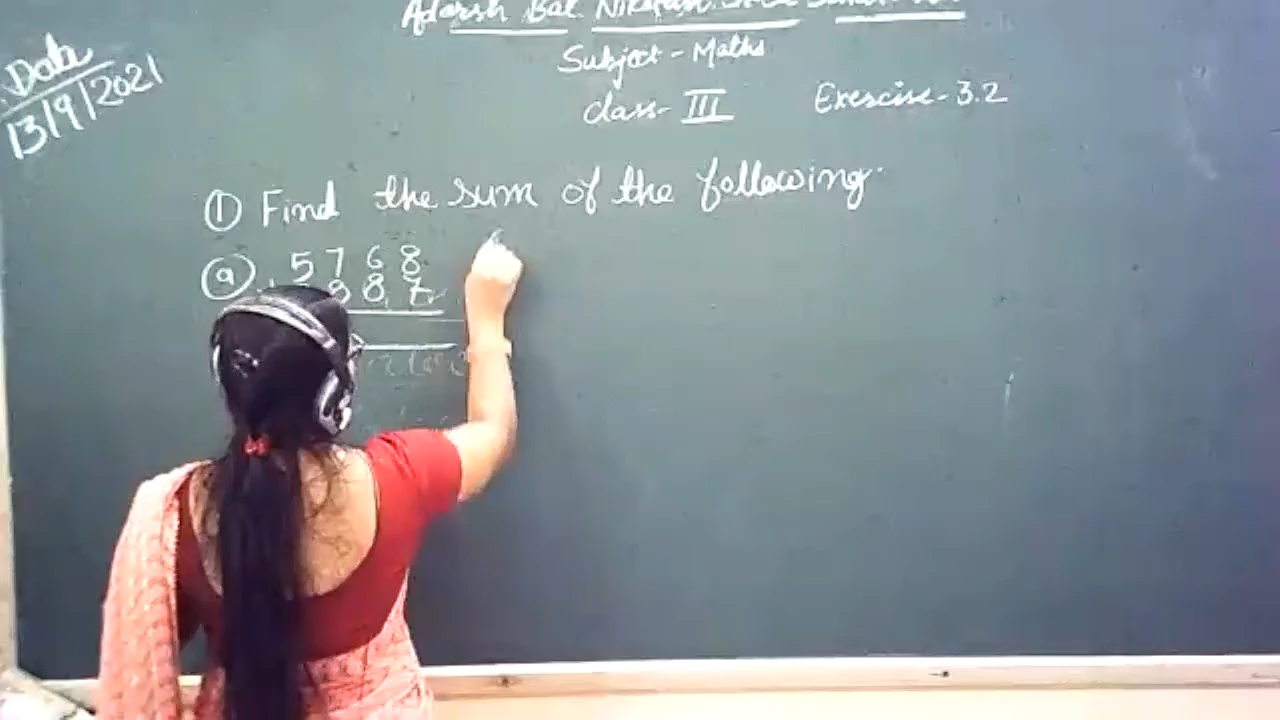 Adarsh Bal Niketan
Subject - Maths
Date
13/9/2021
class - III Exercise - 3.2
① Find the sum of the following.
ⓐ 5 7 6 8
8 8 7